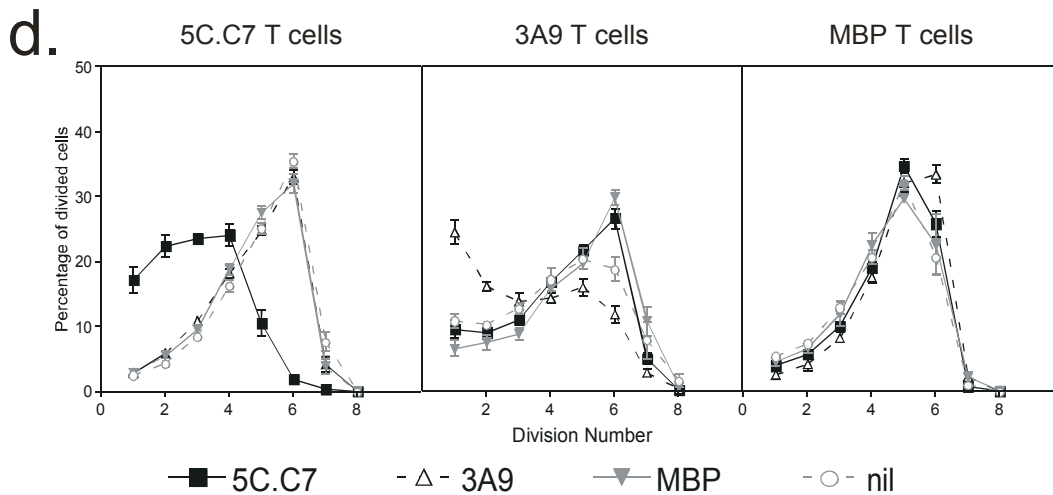 d.
5C.C7 T cells 3A9 T cells MBP T cells
Percentage of divided cells
50
40
30
20
10
0
0 2 4 6 8 2 4 6 8 0 2 4 6 8
Division Number
5C.C7 3A9 MBP nil